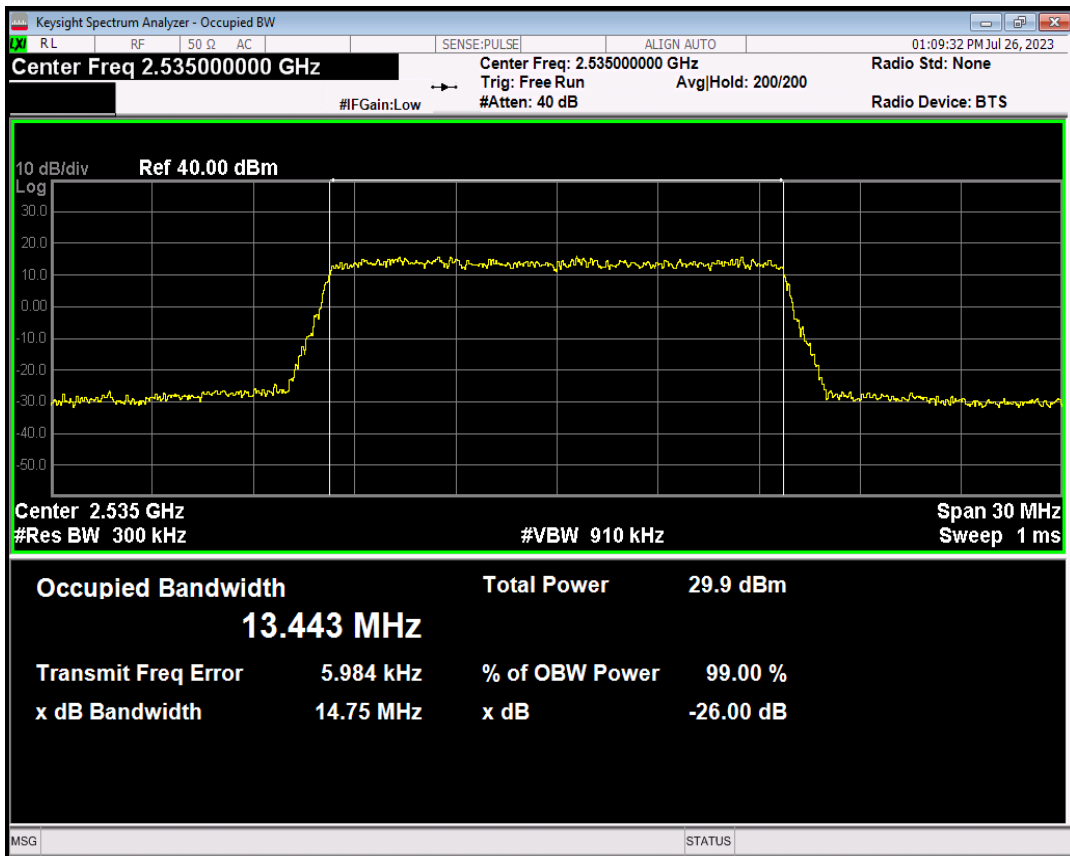 Keysight Spectrum Analyzer - Occupied BW
LXI RL RF 50 Ω AC SENSE:PULSE ALIGN AUTO 01:09:32 PM Jul 26, 2023
Center Freq 2.535000000 GHz Center Freq: 2.535000000 GHz Radio Std: None
Trig: Free Run Avg|Hold: 200/200
#IFGain:Low #Atten: 40 dB Radio Device: BTS
10 dB/div Ref 40.00 dBm
Log
30.0
20.0
10.0
0.00
-10.0
-20.0
-30.0
-40.0
-50.0
Center 2.535 GHz Span 30 MHz
#Res BW 300 kHz #VBW 910 kHz Sweep 1 ms
Occupied Bandwidth Total Power 29.9 dBm
13.443 MHz
Transmit Freq Error 5.984 kHz % of OBW Power 99.00 %
x dB Bandwidth 14.75 MHz x dB -26.00 dB
MSG STATUS